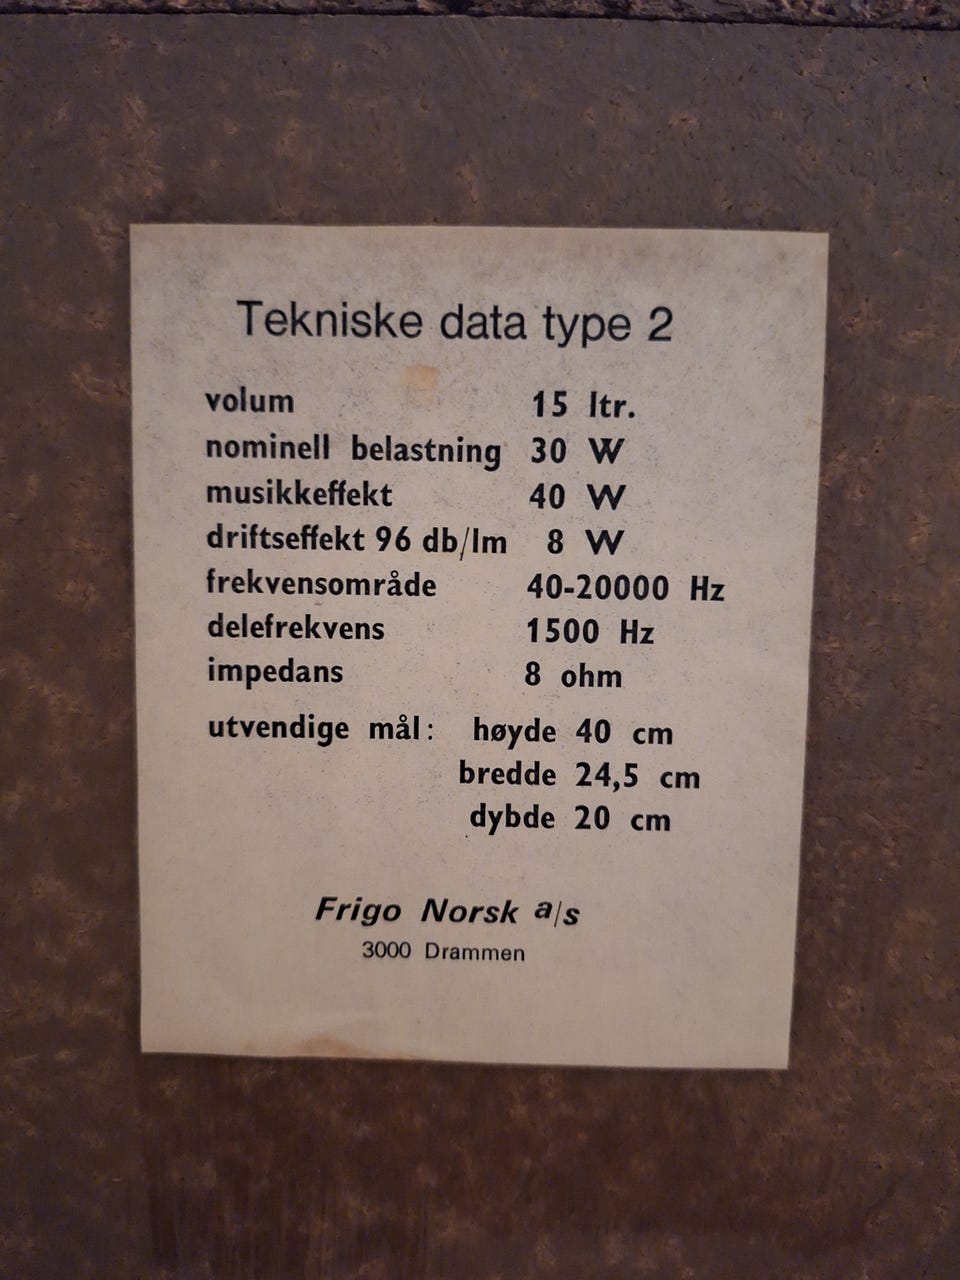 Tekniske data type 2
volum 15 ltr.
nominell belastning 30 W
musikkeffekt 40 W
driftseffekt 96 db/lm 8 W
frekvensområde 40-20000 Hz
delefrekvens 1500 Hz
impedans 8 ohm
utvendige mål: høyde 40 cm
bredde 24,5 cm
dybde 20 cm
Frigo Norsk a/s
3000 Drammen